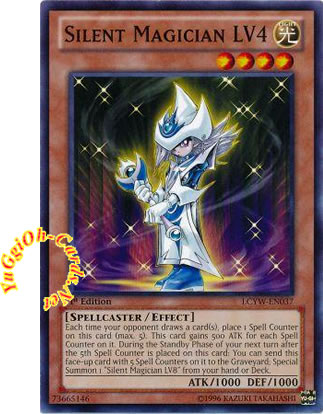 SILENT MAGICIAN LV4
LIGHT
光
YuGgiOh-Cards.Net
1st Edition
LCYW-EN037
[SPELLCASTER / EFFECT]
Each time your opponent draws a card(s), place 1 Spell Counter
on this card (max. 5). This card gains 500 ATK for each Spell
Counter on it. During the Standby Phase of your next turn after
the 5th Spell Counter is placed on this card: You can send this
face-up card with 5 Spell Counters on it to the Graveyard; Special
Summon 1 "Silent Magician LV8" from your hand or Deck.
ATK/1000 DEF/1000
73665146
©1996 KAZUKI TAKAHASHI